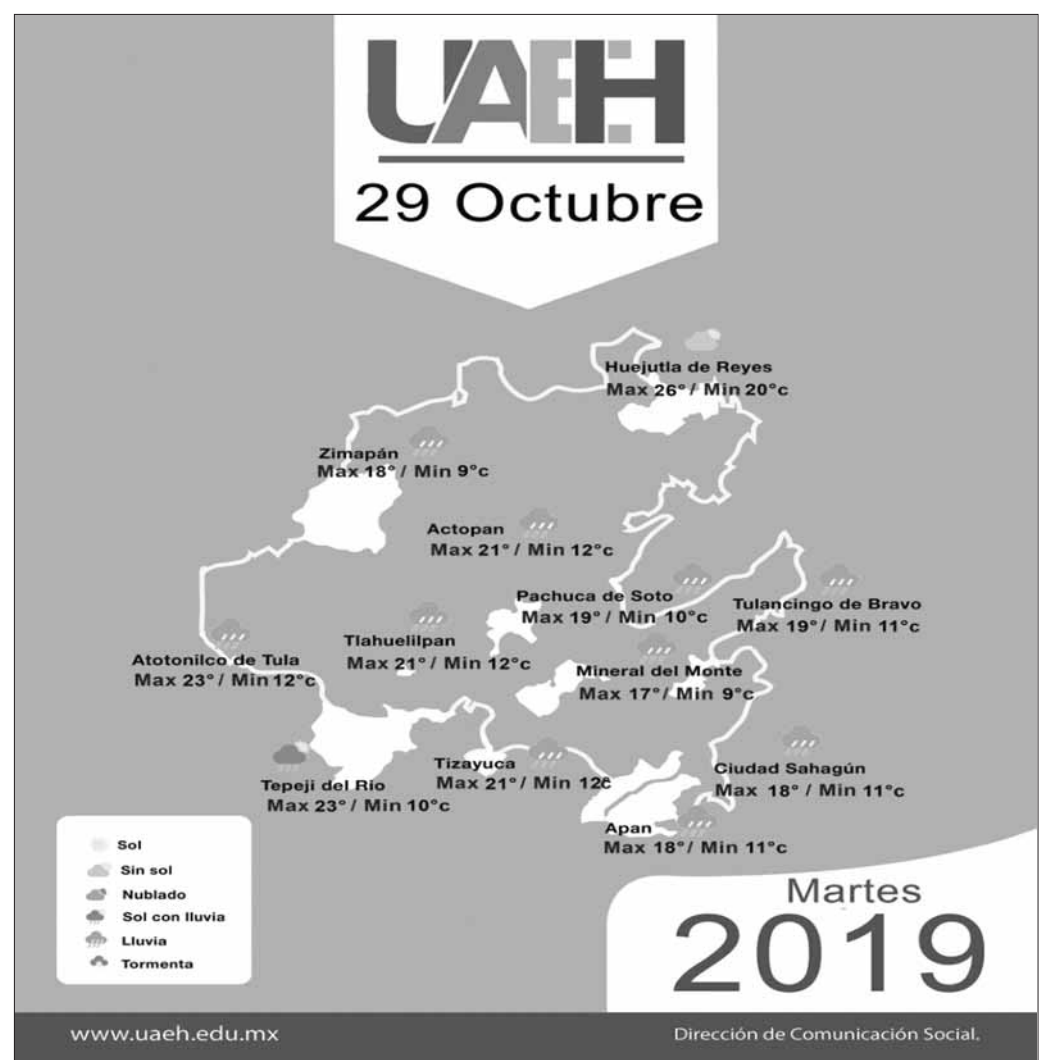 UAEH
29 Octubre
Huejutla de Reyes
Max 26° / Min 20°c
Zimapán
Max 18° / Min 9°c
Actopan
Max 21° / Min 12°c
Pachuca de Soto
Max 19° / Min 10°c
Tulancingo de Bravo
Max 19° / Min 11°c
Tlahuelilpan
Max 21° / Min 12°c
Atotonilco de Tula
Max 23° / Min 12°c
Mineral del Monte
Max 17° / Min 9°c
Tizayuca
Max 21° / Min 12c
Ciudad Sahagún
Max 18° / Min 11°c
Tepeji del Rio
Max 23° / Min 10°c
Apan
Max 18° / Min 11°c
Sol
Sin sol
Nublado
Sol con lluvia
Lluvia
Tormenta
Martes
2019
www.uaeh.edu.mx
Dirección de Comunicación Social.